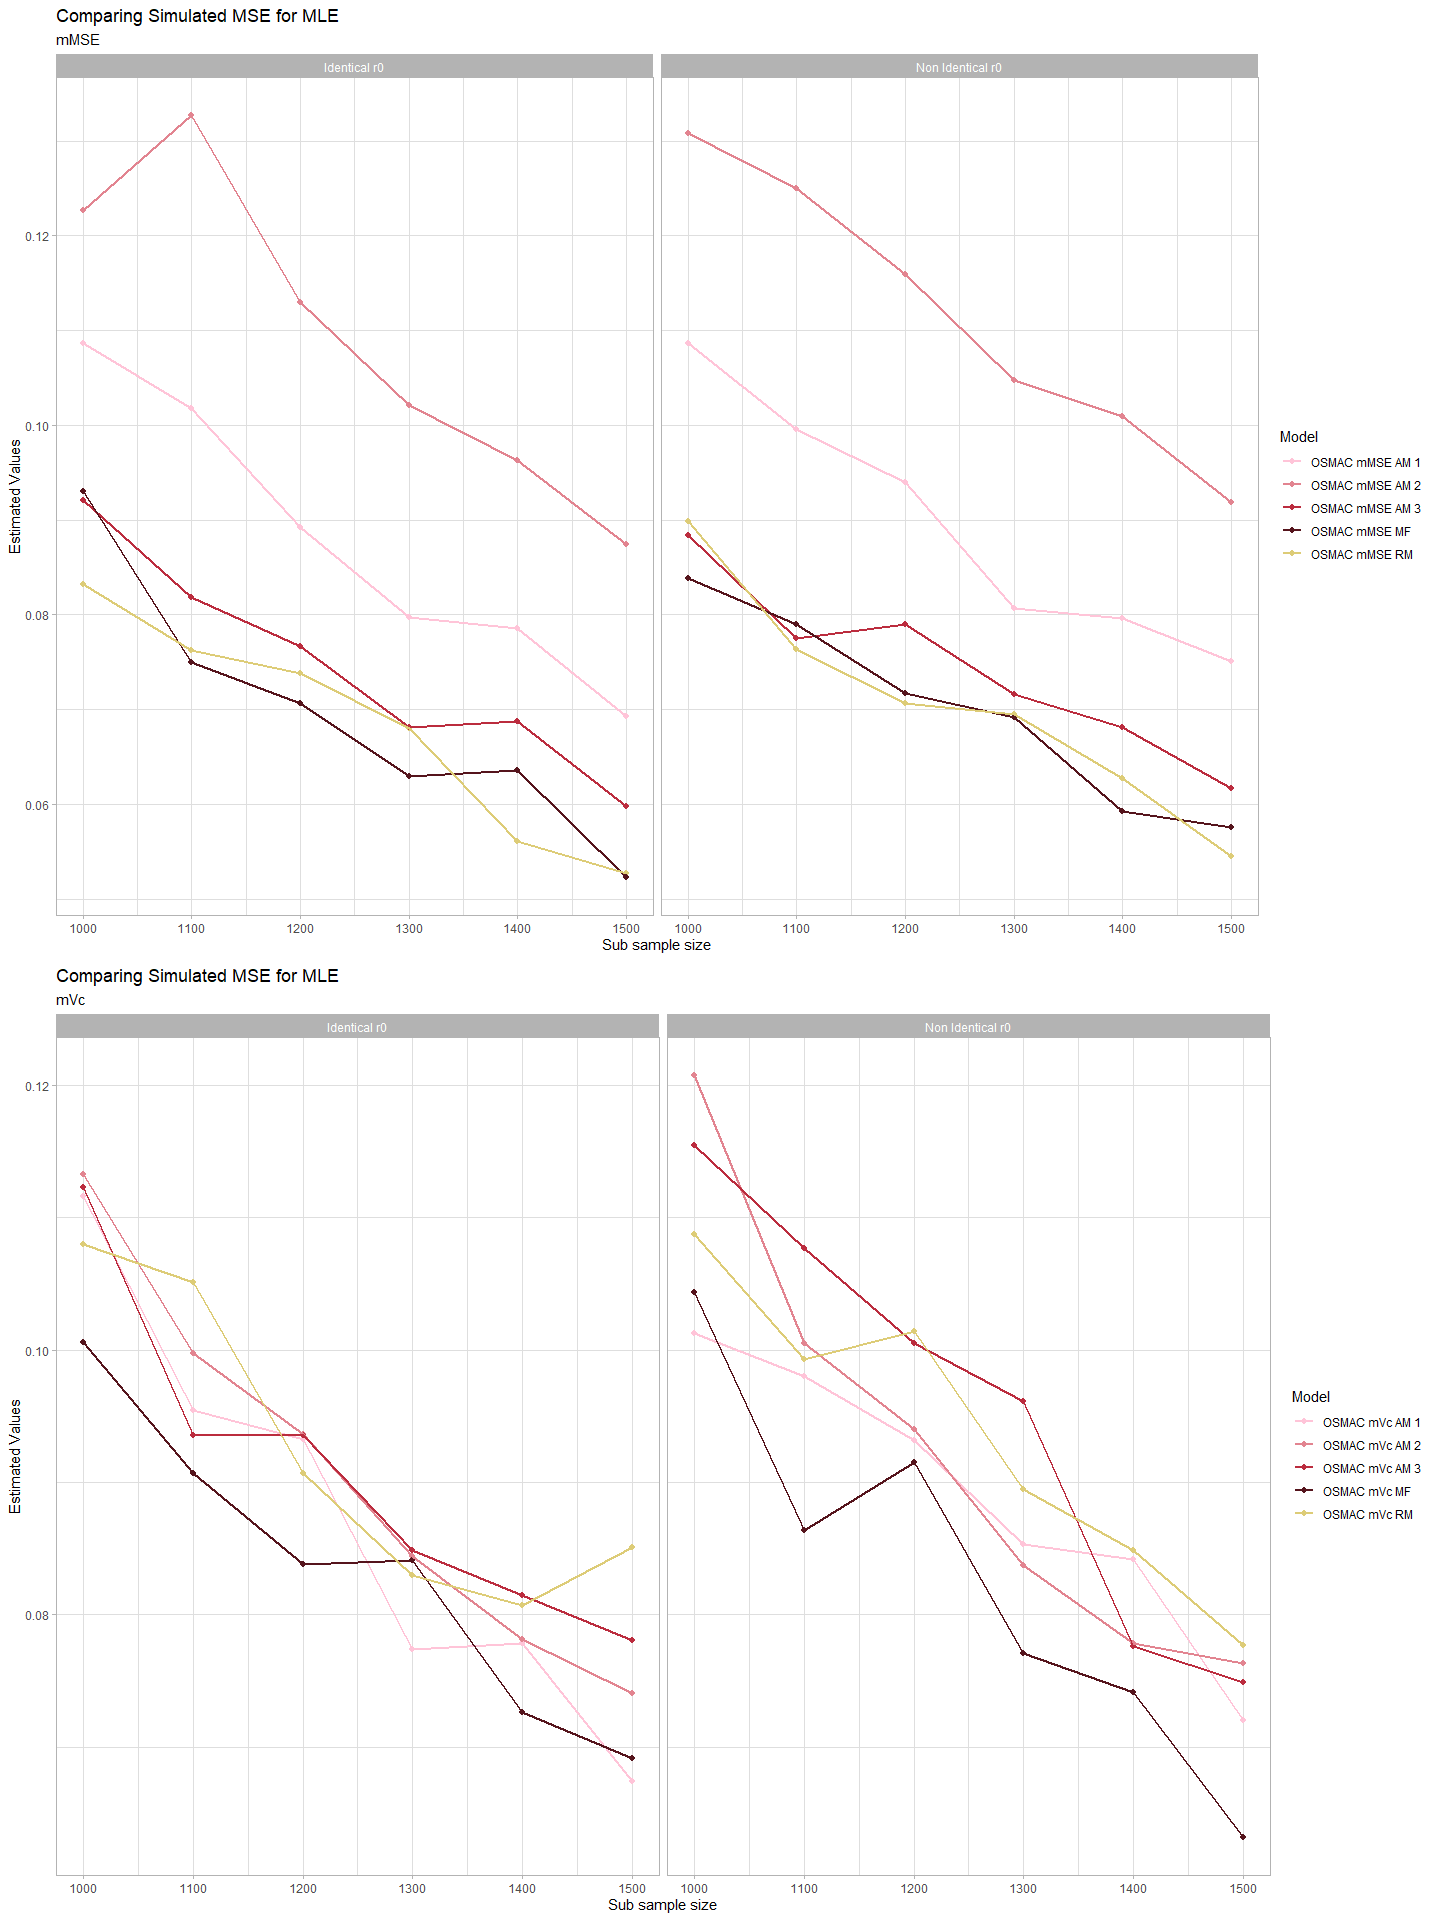 Comparing Simulated MSE for MLE
mMSE
Identical r0
Non Identical r0
0.12
0.10
0.08
0.06
Estimated Values
1000 1100 1200 1300 1400 1500
1000 1100 1200 1300 1400 1500
Sub sample size
Model
OSMAC mMSE AM 1
OSMAC mMSE AM 2
OSMAC mMSE AM 3
OSMAC mMSE MF
OSMAC mMSE RM
Comparing Simulated MSE for MLE
mVc
Identical r0
Non Identical r0
0.12
0.10
0.08
Estimated Values
1000 1100 1200 1300 1400 1500
1000 1100 1200 1300 1400 1500
Sub sample size
Model
OSMAC mVc AM 1
OSMAC mVc AM 2
OSMAC mVc AM 3
OSMAC mVc MF
OSMAC mVc RM